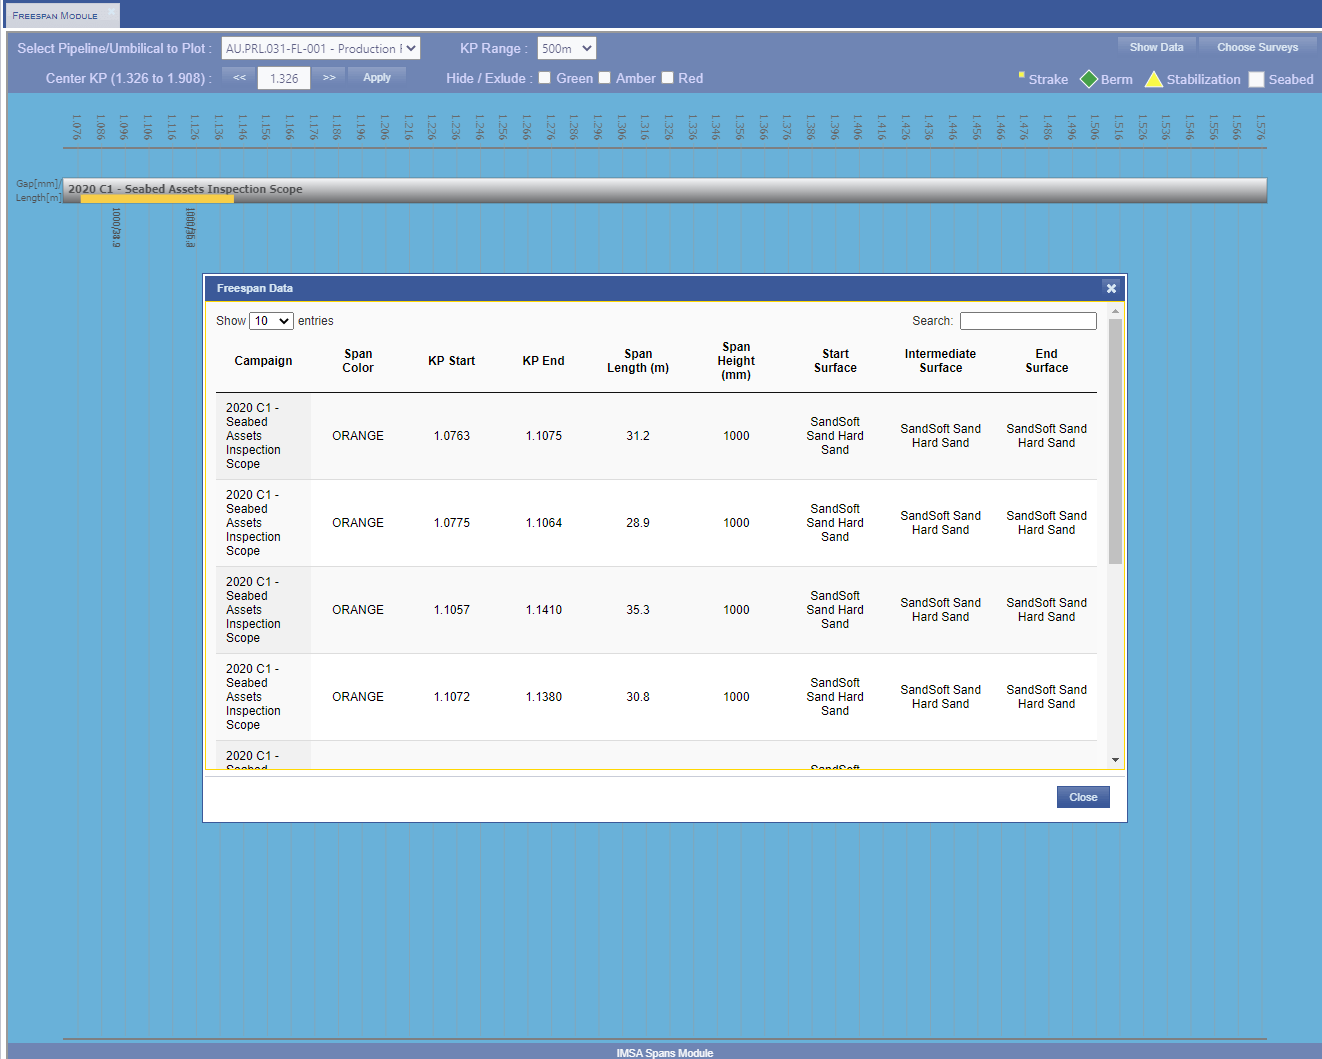 Freespan Module
Select Pipeline/Umbilical to Plot : AU.PRL.031-FL-001 - Production F KP Range : 500m Show Data Choose Surveys
Center KP (1.326 to 1.908) : << 1.326 >> Apply Hide / Exlude : Green Amber Red Strake Berm Stabilization Seabed
1.076 1.086 1.096 1.106 1.116 1.126 1.136 1.146 1.156 1.166 1.176 1.186 1.196 1.206 1.216 1.226 1.236 1.246 1.256 1.266 1.276 1.286 1.296 1.306 1.316 1.326 1.336 1.346 1.356 1.366 1.376 1.386 1.396 1.406 1.416 1.426 1.436 1.446 1.456 1.466 1.476 1.486 1.496 1.506 1.516 1.526 1.536 1.546 1.556 1.566 1.576
Gap[mm]/
Length[m]
2020 C1 - Seabed Assets Inspection Scope
Freespan Data
Show 10 entries Search:
Campaign Span Color KP Start KP End Span Length (m) Span Height (mm) Start Surface Intermediate Surface End Surface
2020 C1 - Seabed Assets Inspection Scope ORANGE 1.0763 1.1075 31.2 1000 SandSoft Sand Hard Sand SandSoft Sand Hard Sand SandSoft Sand Hard Sand
2020 C1 - Seabed Assets Inspection Scope ORANGE 1.0775 1.1064 28.9 1000 SandSoft Sand Hard Sand SandSoft Sand Hard Sand SandSoft Sand Hard Sand
2020 C1 - Seabed Assets Inspection Scope ORANGE 1.1057 1.1410 35.3 1000 SandSoft Sand Hard Sand SandSoft Sand Hard Sand SandSoft Sand Hard Sand
2020 C1 - Seabed Assets Inspection Scope ORANGE 1.1072 1.1380 30.8 1000 SandSoft Sand Hard Sand SandSoft Sand Hard Sand SandSoft Sand Hard Sand
2020 C1 -
Seabed SandSoft
Close
IMSA Spans Module